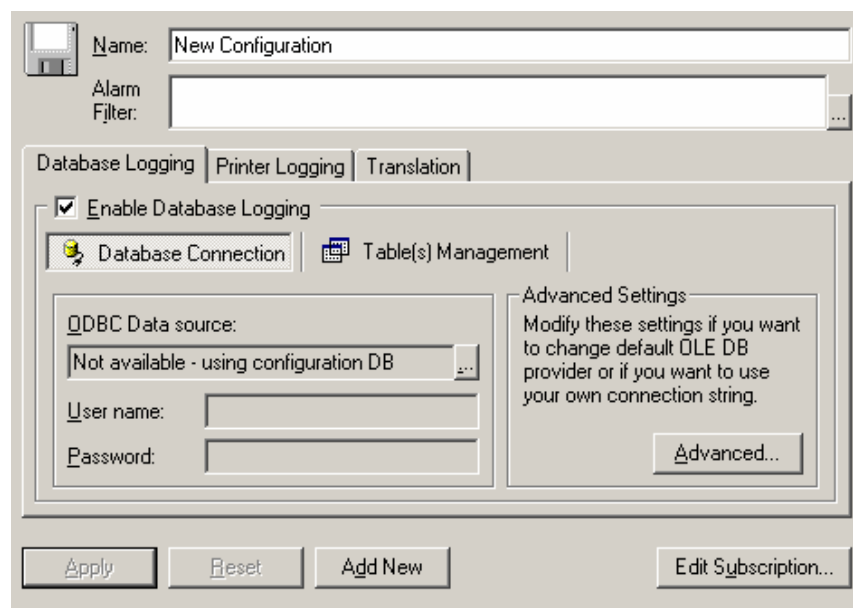 Name: New Configuration
Alarm
Filter:
...
Database Logging Printer Logging Translation
Enable Database Logging
Database Connection Table(s) Management
ODBC Data source:
Not available - using configuration DB ...
User name:
Password:
Advanced Settings
Modify these settings if you want
to change default OLE DB
provider or if you want to use
your own connection string.
Advanced...
Apply Reset Add New Edit Subscription...